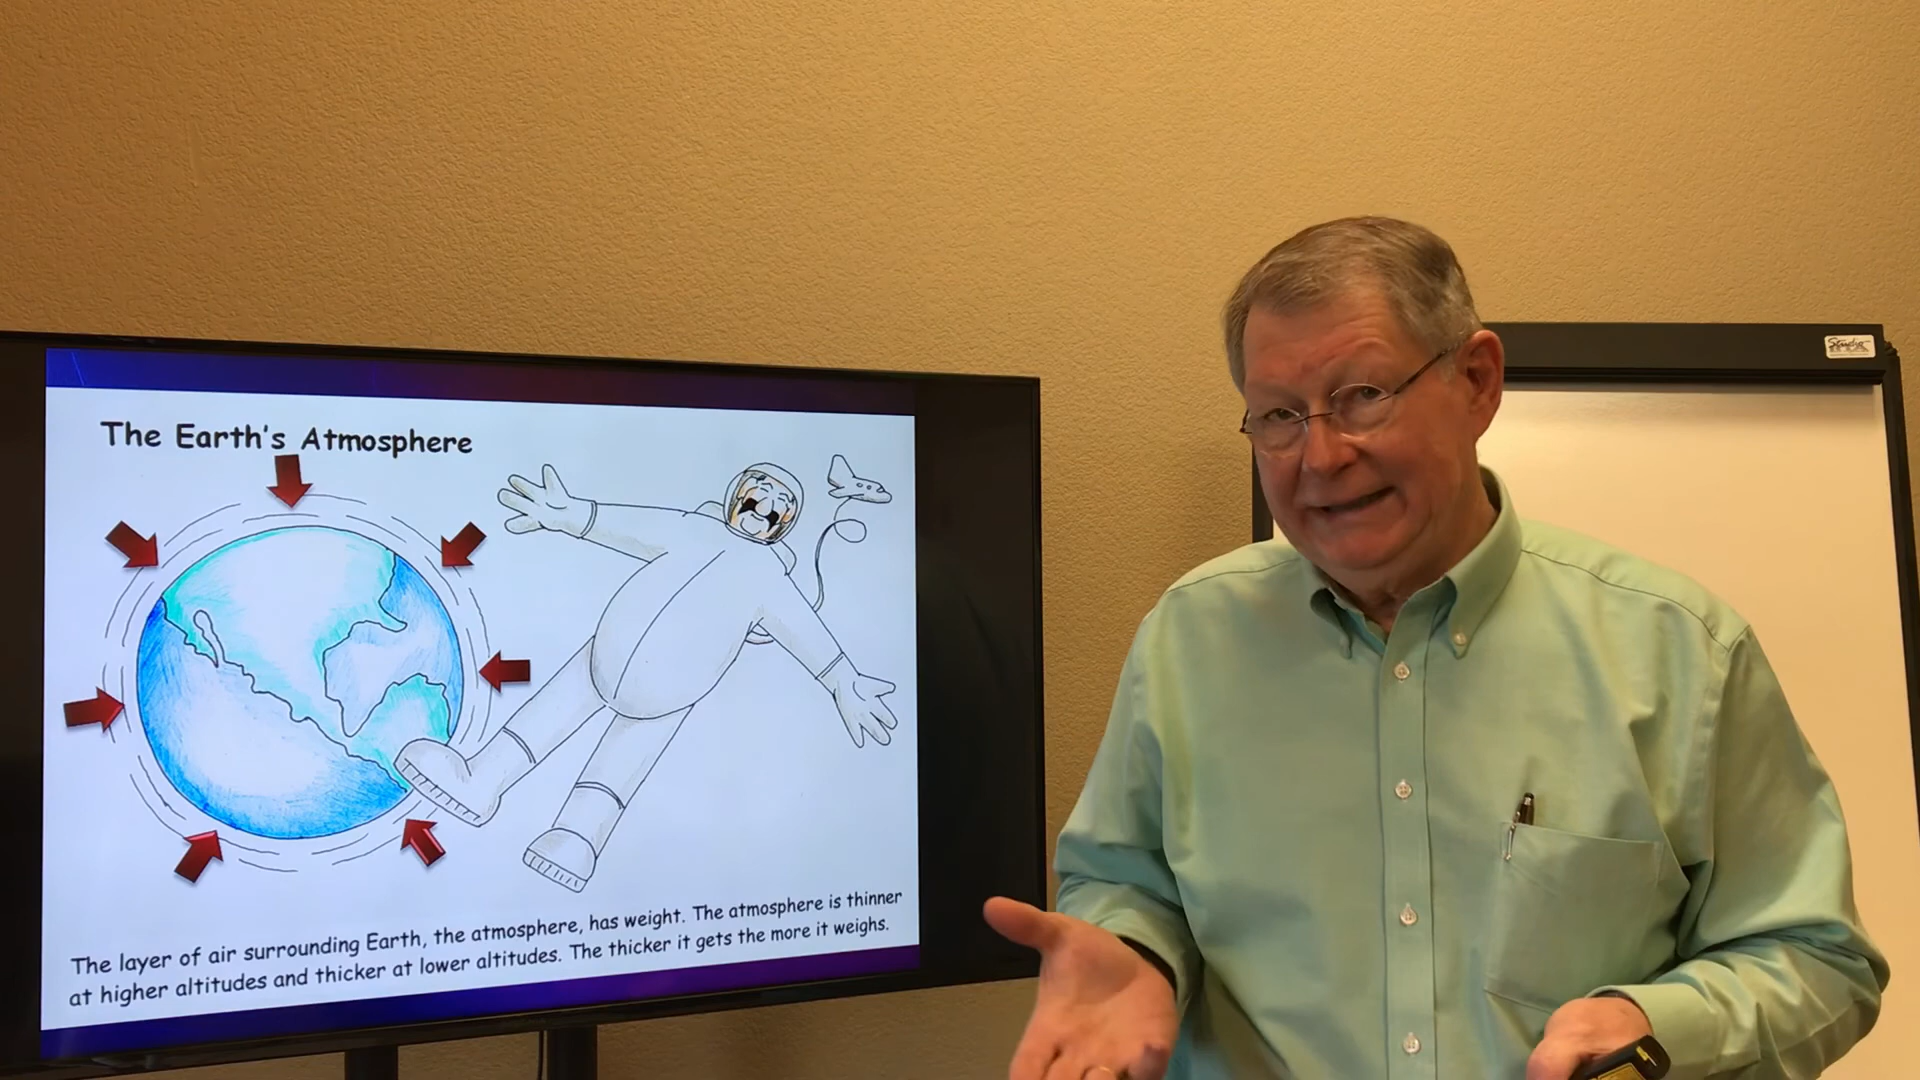 The Earth's Atmosphere
The layer of air surrounding Earth, the atmosphere, has weight. The atmosphere is thinner
at higher altitudes and thicker at lower altitudes. The thicker it gets the more it weighs.
Studio